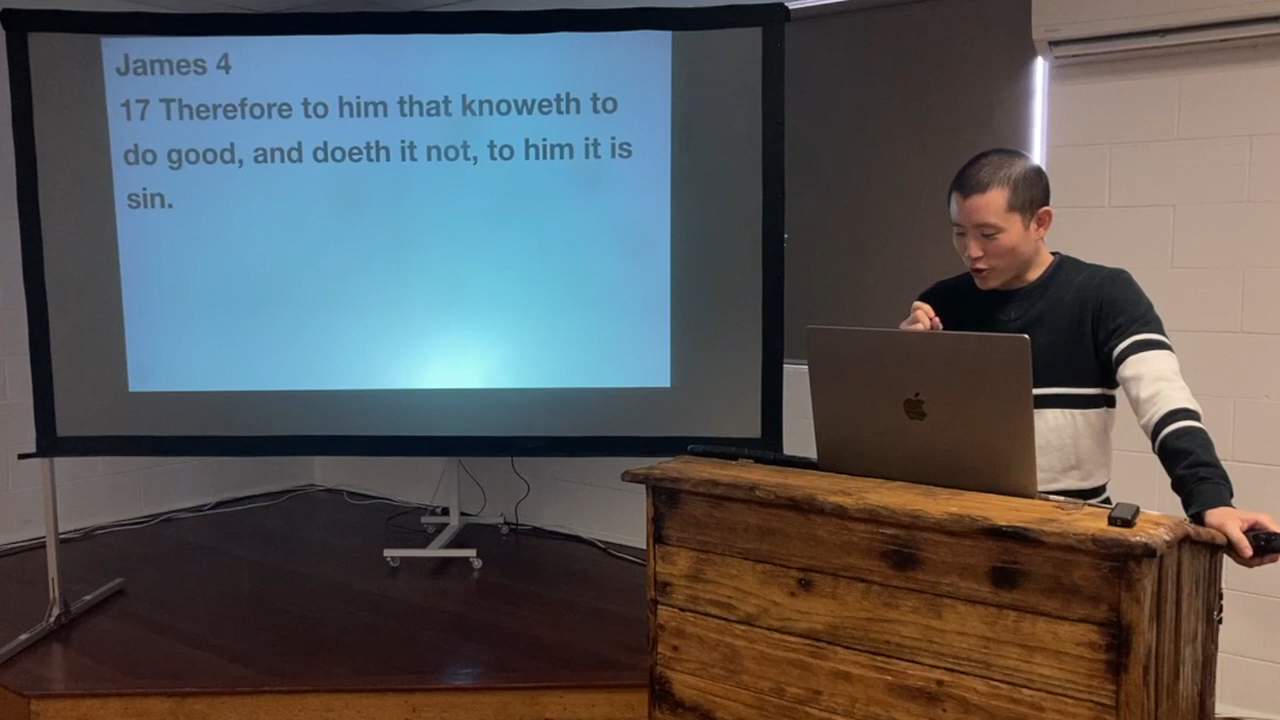 James 4
17 Therefore to him that knoweth to
do good, and doeth it not, to him it is
sin.